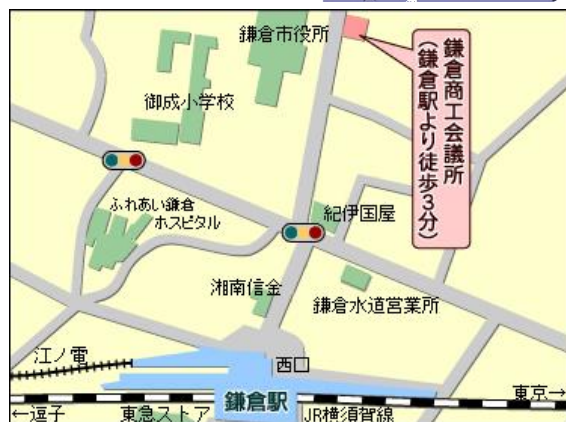 鎌倉市役所
鎌倉商工会議所
(鎌倉駅より徒歩3分)
御成小学校
ふれあい鎌倉
ホスピタル
紀伊国屋
湘南信金
鎌倉水道営業所
江ノ電
西口
鎌倉駅
東京→
←逗子
東急ストア
JR横須賀線